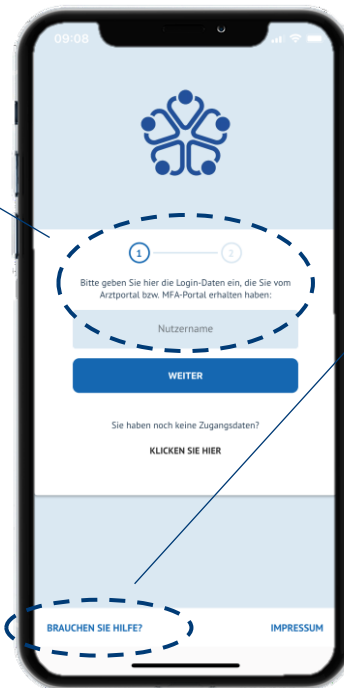 09:08
1
2
Bitte geben Sie hier die Login-Daten ein, die Sie vom
Arztportal bzw. MFA-Portal erhalten haben:
Nutzername
WEITER
Sie haben noch keine Zugangsdaten?
KLICKEN SIE HIER
BRAUCHEN SIE HILFE?
IMPRESSUM